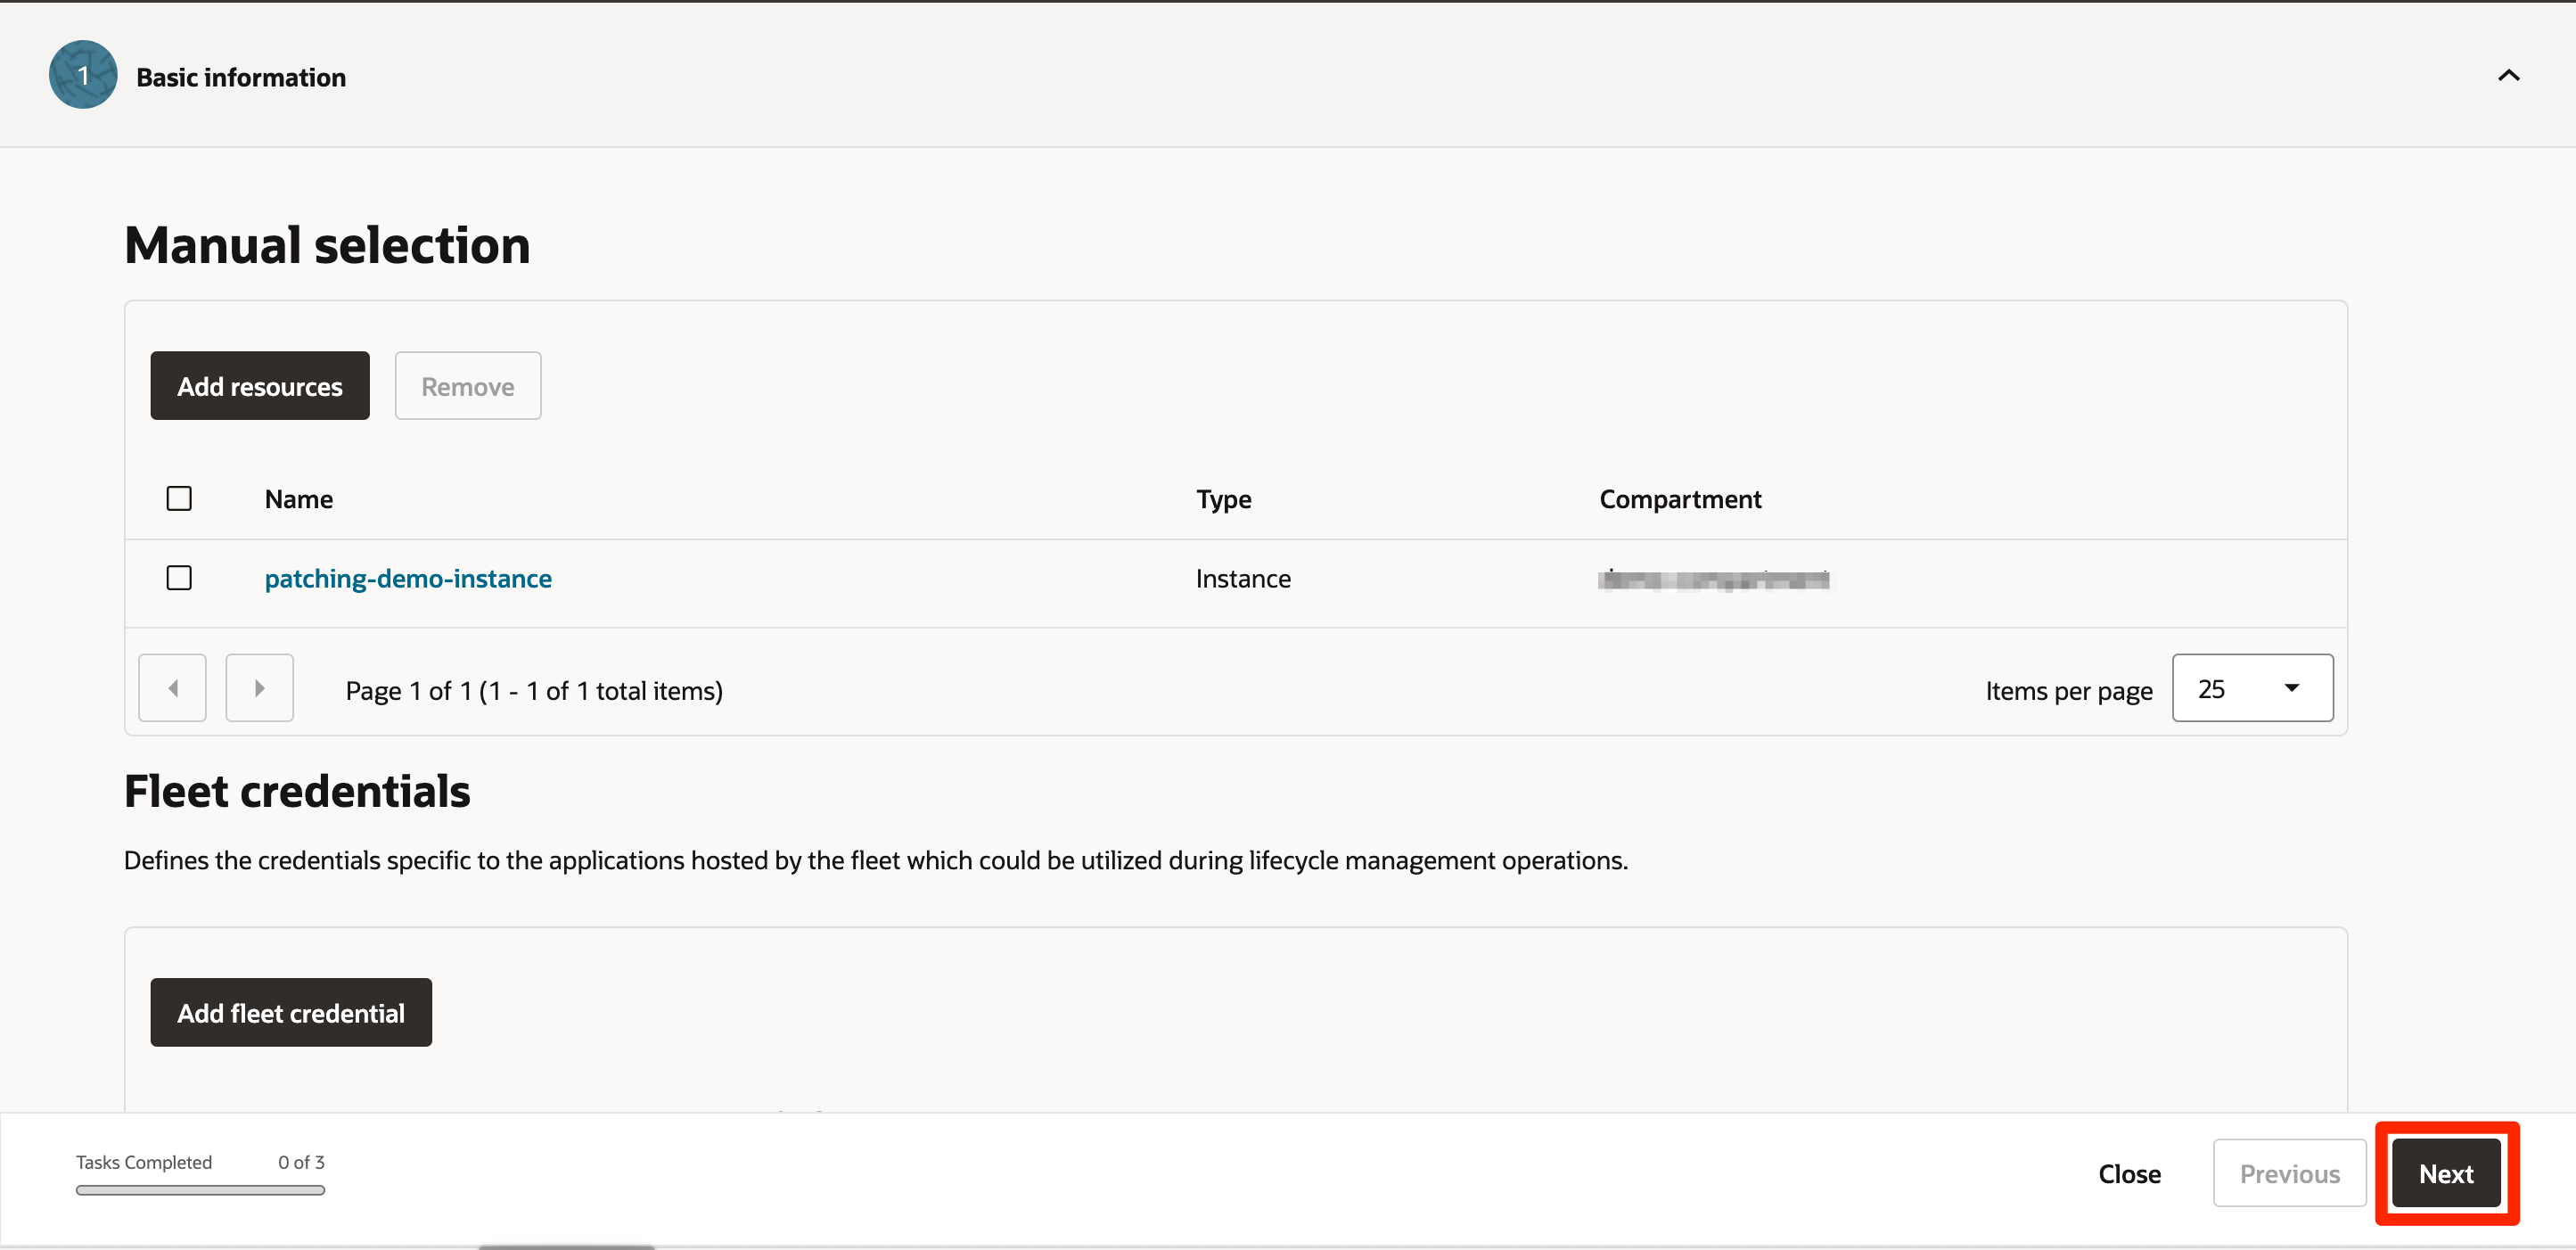 1 Basic information
Manual selection
Add resources Remove
Name Type Compartment
patching-demo-instance Instance
Page 1 of 1 (1 - 1 of 1 total items) Items per page 25
Fleet credentials
Defines the credentials specific to the applications hosted by the fleet which could be utilized during lifecycle management operations.
Add fleet credential
Tasks Completed 0 of 3
Close Previous Next